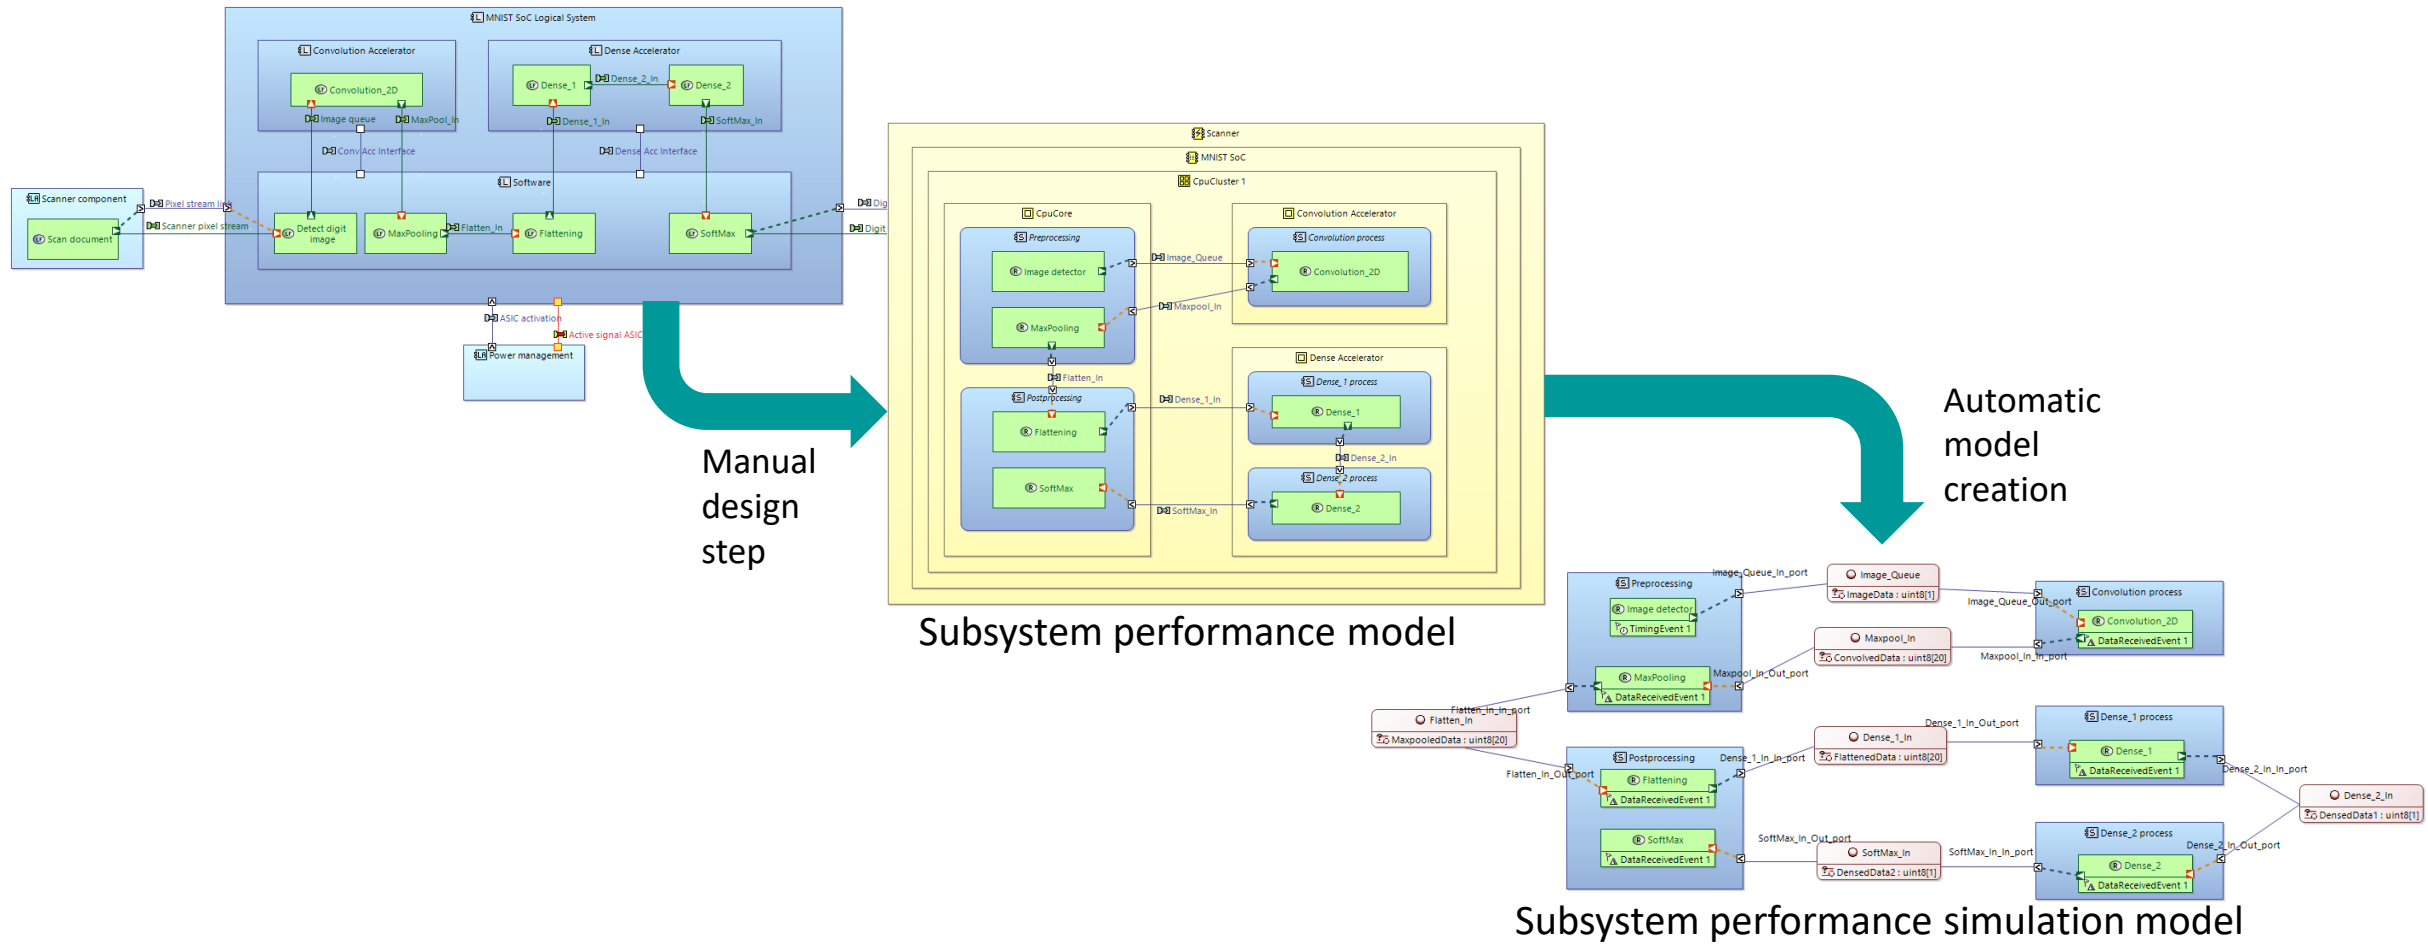 MNIST SoC Logical System
Convolution Accelerator
Dense Accelerator
Convolution_2D
Dense_1
Dense_2_In
Dense_2
Image queue
MaxPool_In
Dense_1_In
SoftMax_In
Conv Acc Interface
Dense Acc Interface
Software
Scanner component
Pixel stream link
Scan document
Scanner pixel stream
Detect digit
image
MaxPooling
Flatten_In
Flattening
SoftMax
Dig
Digit
ASIC activation
Active signal ASIC
Power management
Manual
design
step
Scanner
MNIST SoC
CpuCluster 1
CpuCore
Convolution Accelerator
Preprocessing
Convolution process
Image detector
Image_Queue
Convolution_2D
Maxpool_In
MaxPooling
Flatten_In
Dense Accelerator
Postprocessing
Dense_1_In
Dense_1 process
Dense_1
Flattening
Dense_2_In
SoftMax
Dense_2 process
SoftMax_In
Dense_2
Subsystem performance model
Automatic
model
creation
Preprocessing
Image_Queue_In_port
Image_Queue
ImageData : uint8[1]
Image_Queue_Out_port
Convolution process
Image detector
TimingEvent 1
Convolution_2D
DataReceivedEvent 1
Maxpool_In
ConvolvedData : uint8[20]
Maxpool_In_In_port
Maxpool_In_Out_port
MaxPooling
DataReceivedEvent 1
Flatten_In_In_port
Flatten_In
MaxpooledData : uint8[20]
Flatten_In_Out_port
Postprocessing
Dense_1_In_In_port
Dense_1_In
FlattenedData : uint8[20]
Dense_1_In_Out_port
Dense_1 process
Dense_1
DataReceivedEvent 1
Dense_2_In_In_port
Flattening
DataReceivedEvent 1
Dense_2_In
DensedData1 : uint8[1]
SoftMax
DataReceivedEvent 1
SoftMax_In_Out_port
SoftMax_In
DensedData2 : uint8[1]
SoftMax_In_In_port
Dense_2 process
Dense_2_In_Out_port
Dense_2
DataReceivedEvent 1
Subsystem performance simulation model